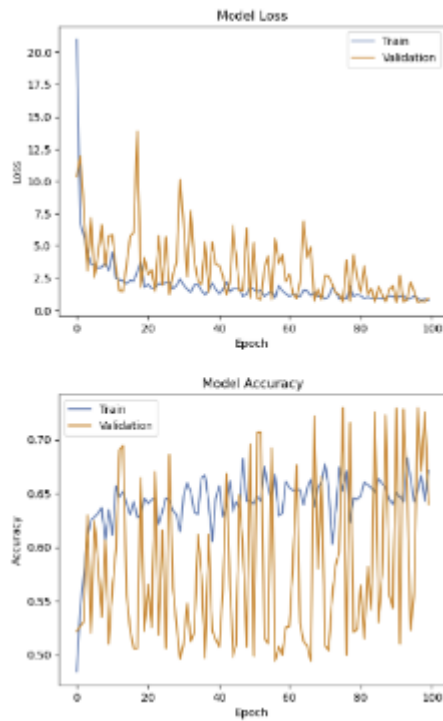 Model Loss
Train
Validation
20.0
17.5
15.0
12.5
10.0
7.5
5.0
2.5
0.0
Loss
0 20 40 60 80 100
Epoch
Model Accuracy
Train
Validation
0.70
0.65
0.60
0.55
0.50
Accuracy
0 20 40 60 80 100
Epoch